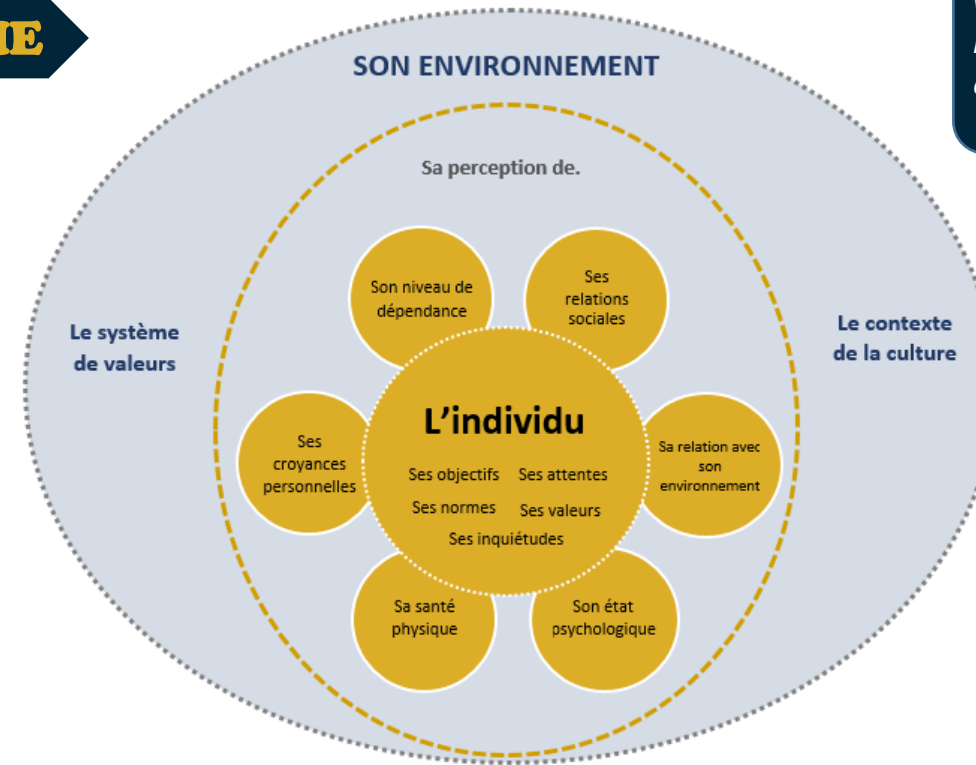 IE
SON ENVIRONNEMENT
Sa perception de.
Son niveau de
dépendance
Ses
relations
sociales
Le système
de valeurs
Le contexte
de la culture
L’individu
Ses objectifs Ses attentes
Ses normes Ses valeurs
Ses inquiétudes
Ses
croyances
personnelles
Sa relation avec
son
environnement
Sa santé
physique
Son état
psychologique